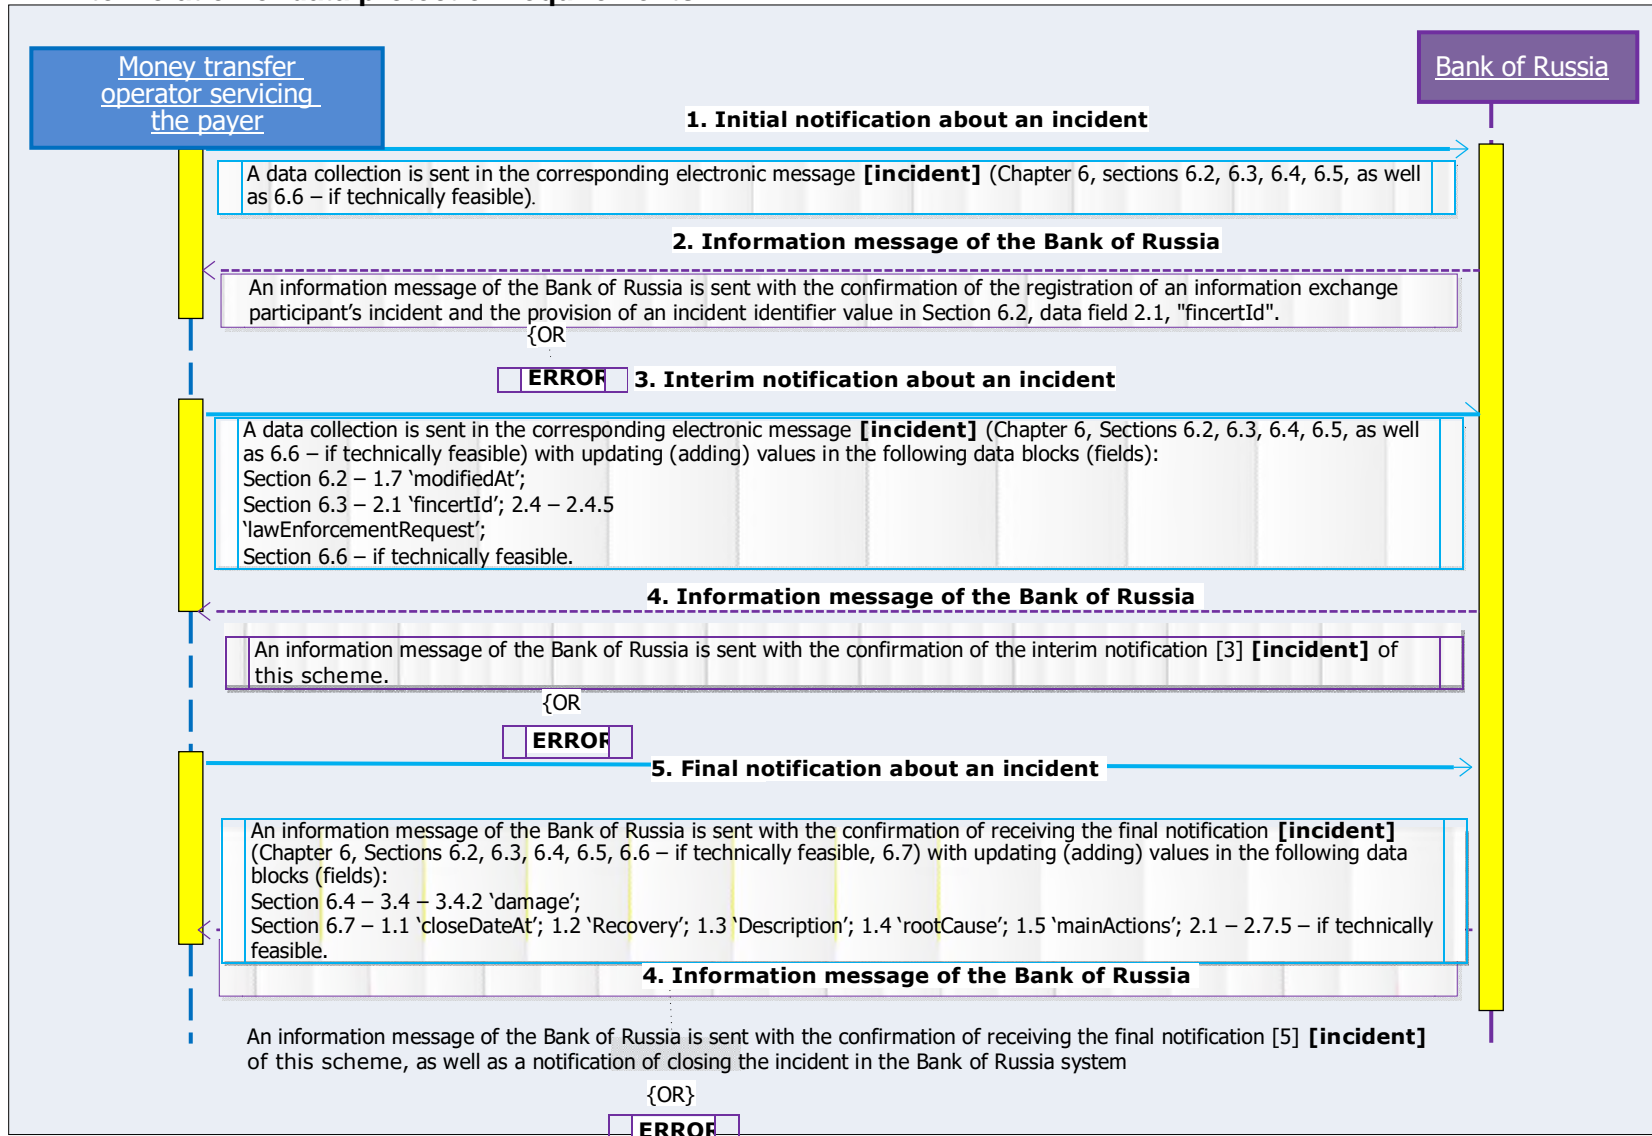 Money transfer
operator servicing
the payer
Bank of Russia
1. Initial notification about an incident
A data collection is sent in the corresponding electronic message [incident] (Chapter 6, sections 6.2, 6.3, 6.4, 6.5, as well
as 6.6 – if technically feasible).
2. Information message of the Bank of Russia
An information message of the Bank of Russia is sent with the confirmation of the registration of an information exchange
participant’s incident and the provision of an incident identifier value in Section 6.2, data field 2.1, "fincertId".
{OR
ERROR
3. Interim notification about an incident
A data collection is sent in the corresponding electronic message [incident] (Chapter 6, Sections 6.2, 6.3, 6.4, 6.5, as well
as 6.6 – if technically feasible) with updating (adding) values in the following data blocks (fields):
Section 6.2 – 1.7 ‘modifiedAt’;
Section 6.3 – 2.1 ‘fincertId’; 2.4 – 2.4.5
‘lawEnforcementRequest’;
Section 6.6 – if technically feasible.
4. Information message of the Bank of Russia
An information message of the Bank of Russia is sent with the confirmation of the interim notification [3] [incident] of
this scheme.
{OR
ERROR
5. Final notification about an incident
An information message of the Bank of Russia is sent with the confirmation of receiving the final notification [incident]
(Chapter 6, Sections 6.2, 6.3, 6.4, 6.5, 6.6 – if technically feasible, 6.7) with updating (adding) values in the following data
blocks (fields):
Section 6.4 – 3.4 – 3.4.2 ‘damage’;
Section 6.7 – 1.1 ‘closeDateAt’; 1.2 ‘Recovery’; 1.3 ‘Description’; 1.4 ‘rootCause’; 1.5 ‘mainActions’; 2.1 – 2.7.5 – if technically
feasible.
4. Information message of the Bank of Russia
An information message of the Bank of Russia is sent with the confirmation of receiving the final notification [5] [incident]
of this scheme, as well as a notification of closing the incident in the Bank of Russia system
{OR}
ERROR